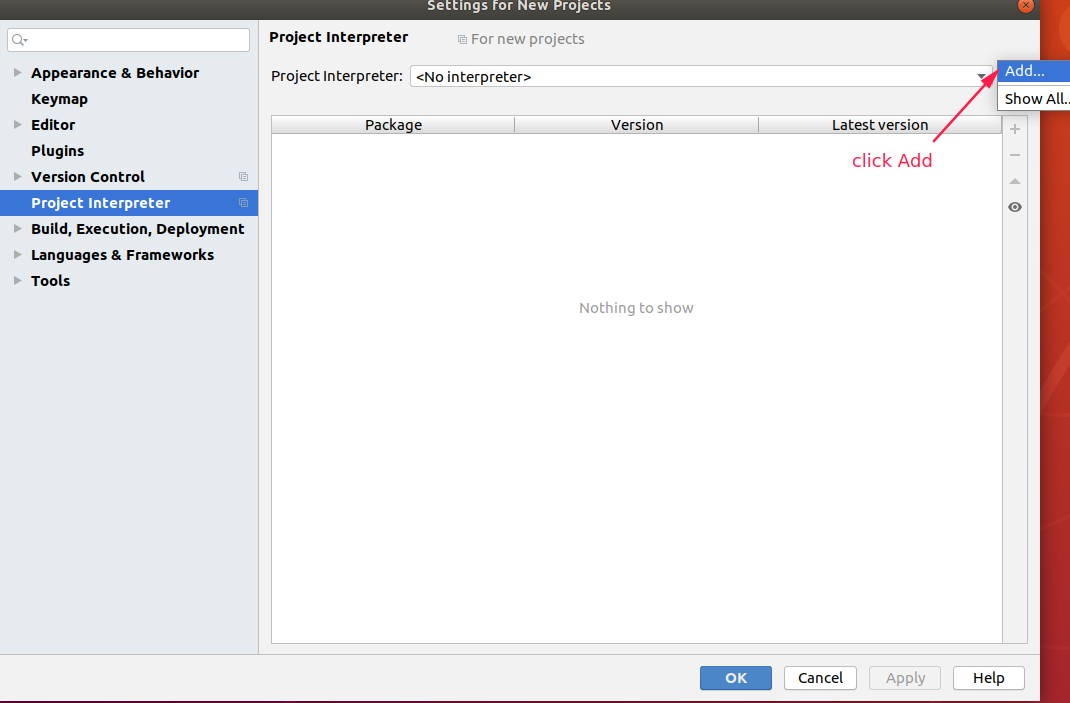 Settings for New Projects
Project Interpreter
For new projects
Project Interpreter: <No interpreter>
Add...
Show All..
Appearance & Behavior
Keymap
Editor
Plugins
Version Control
Project Interpreter
Build, Execution, Deployment
Languages & Frameworks
Tools
Package Version Latest version
click Add
Nothing to show
OK Cancel Apply Help